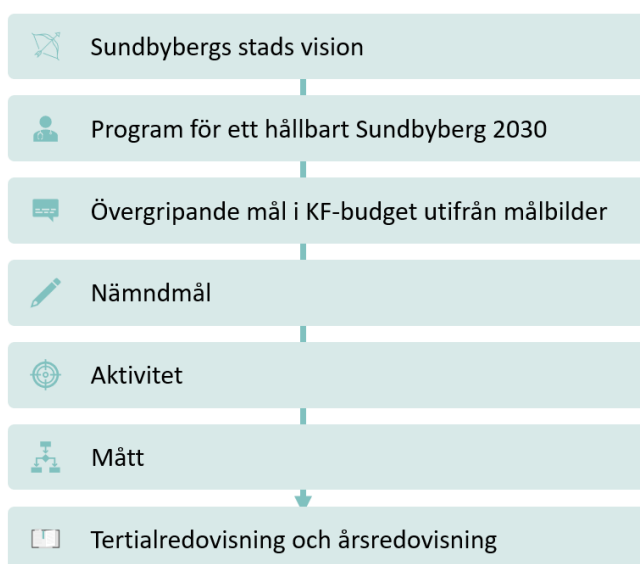 Sundbybergs stads vision
Program för ett hållbart Sundbyberg 2030
Övergripande mål i KF-budget utifrån målbilder
Nämndmål
Aktivitet
Mått
Tertialredovisning och årsredovisning